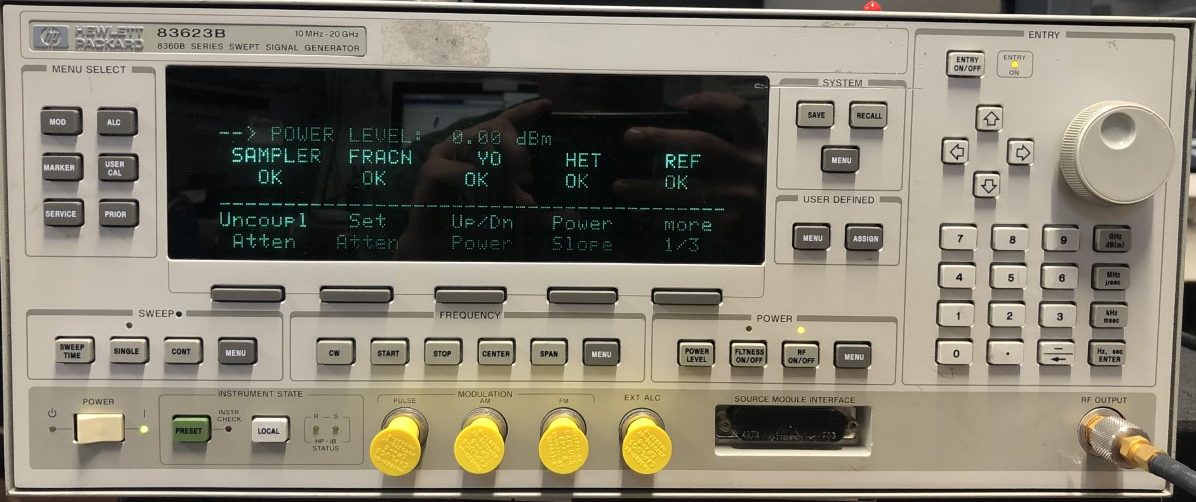 hp HEWLETT
PACKARD
83623B
10 MHz - 20 GHz
8360B SERIES SWEPT SIGNAL GENERATOR
MENU SELECT
MOD
ALC
MARKER
USER
CAL
SERVICE
PRIOR
--> POWER LEVEL: 0.00 dBm
SAMPLER FRACN YO HET REF
OK OK OK OK OK
Uncoupl Set Up/Dn Power more
Atten Atten Power Slope 1/3
SYSTEM
SAVE
RECALL
MENU
USER DEFINED
MENU
ASSIGN
ENTRY
ENTRY
ON/OFF
ENTRY
ON
7 8 9 GHz
dB(m)
4 5 6 MHz
µsec
1 2 3 kHz
msec
0 . − Hz, sec
ENTER
SWEEP
SWEEP
TIME
SINGLE
CONT
MENU
FREQUENCY
CW
START
STOP
CENTER
SPAN
MENU
POWER
POWER
LEVEL
FLTNESS
ON/OFF
RF
ON/OFF
MENU
POWER
INSTRUMENT STATE
PRESET
INSTR
CHECK
LOCAL
R S
HP-IB
STATUS
MODULATION
PULSE
AM
FM
EXT ALC
SOURCE MODULE INTERFACE
RF OUTPUT